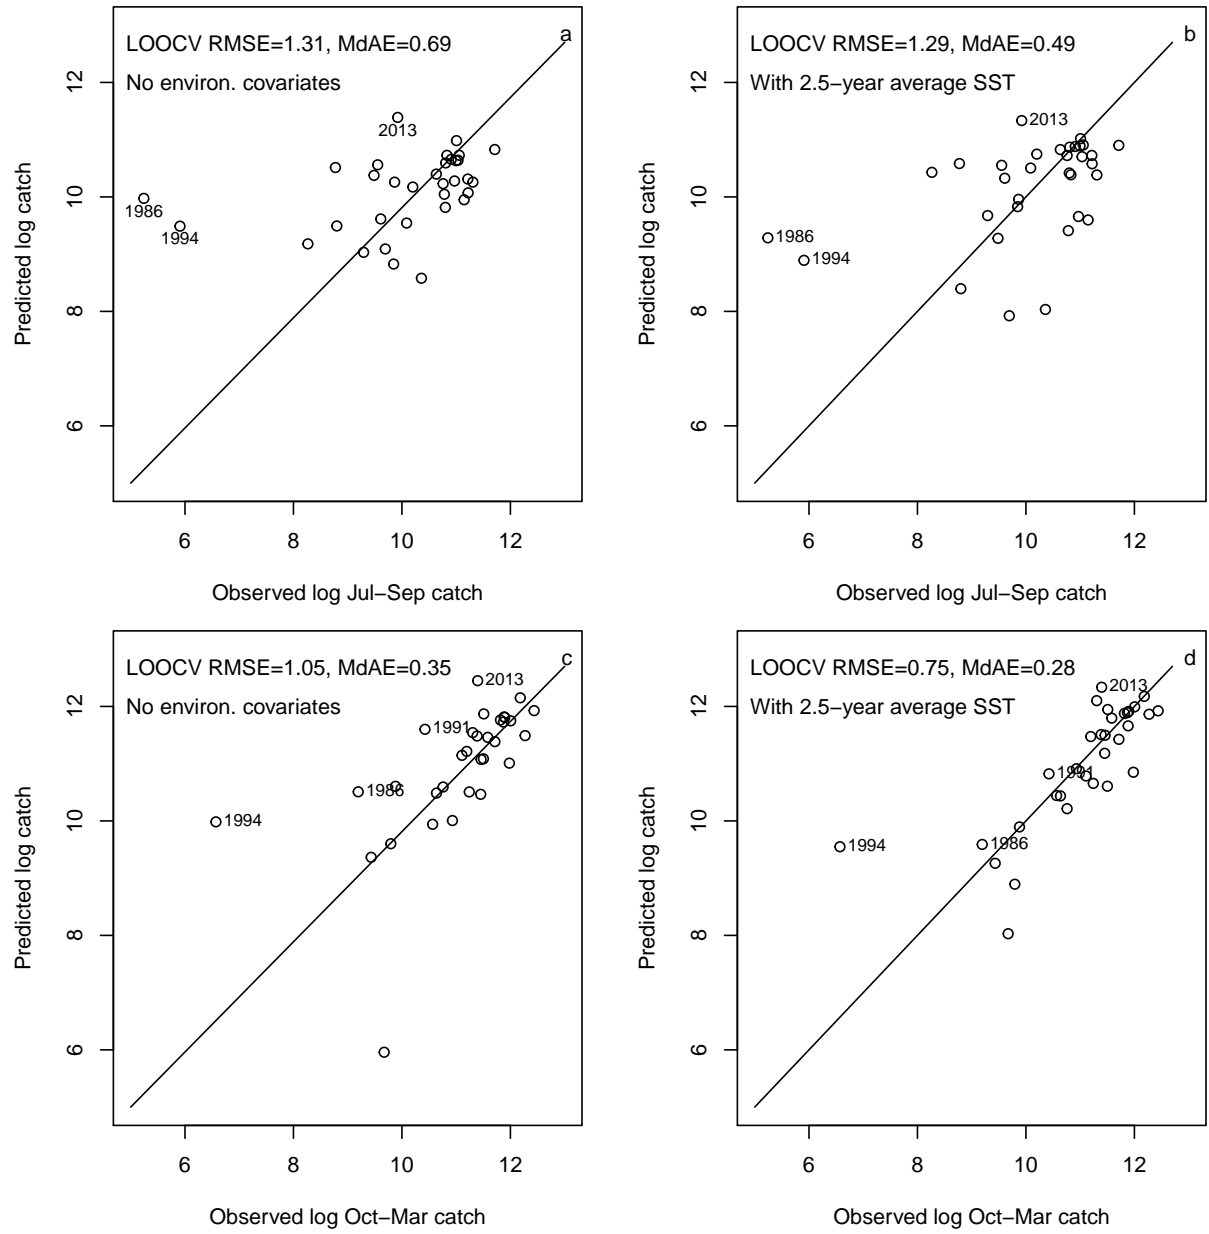 LOOCV RMSE=1.31, MdAE=0.69
a
No environ. covariates
2013
1986
1994
12
10
8
6
Predicted log catch
6 8 10 12
Observed log Jul−Sep catch
LOOCV RMSE=1.29, MdAE=0.49
b
With 2.5−year average SST
2013
1986
1994
12
10
8
6
Predicted log catch
6 8 10 12
Observed log Jul−Sep catch
LOOCV RMSE=1.05, MdAE=0.35
c
No environ. covariates
2013
1991
1986
1994
12
10
8
6
Predicted log catch
6 8 10 12
Observed log Oct−Mar catch
LOOCV RMSE=0.75, MdAE=0.28
d
With 2.5−year average SST
2013
1991
1986
1994
12
10
8
6
Predicted log catch
6 8 10 12
Observed log Oct−Mar catch